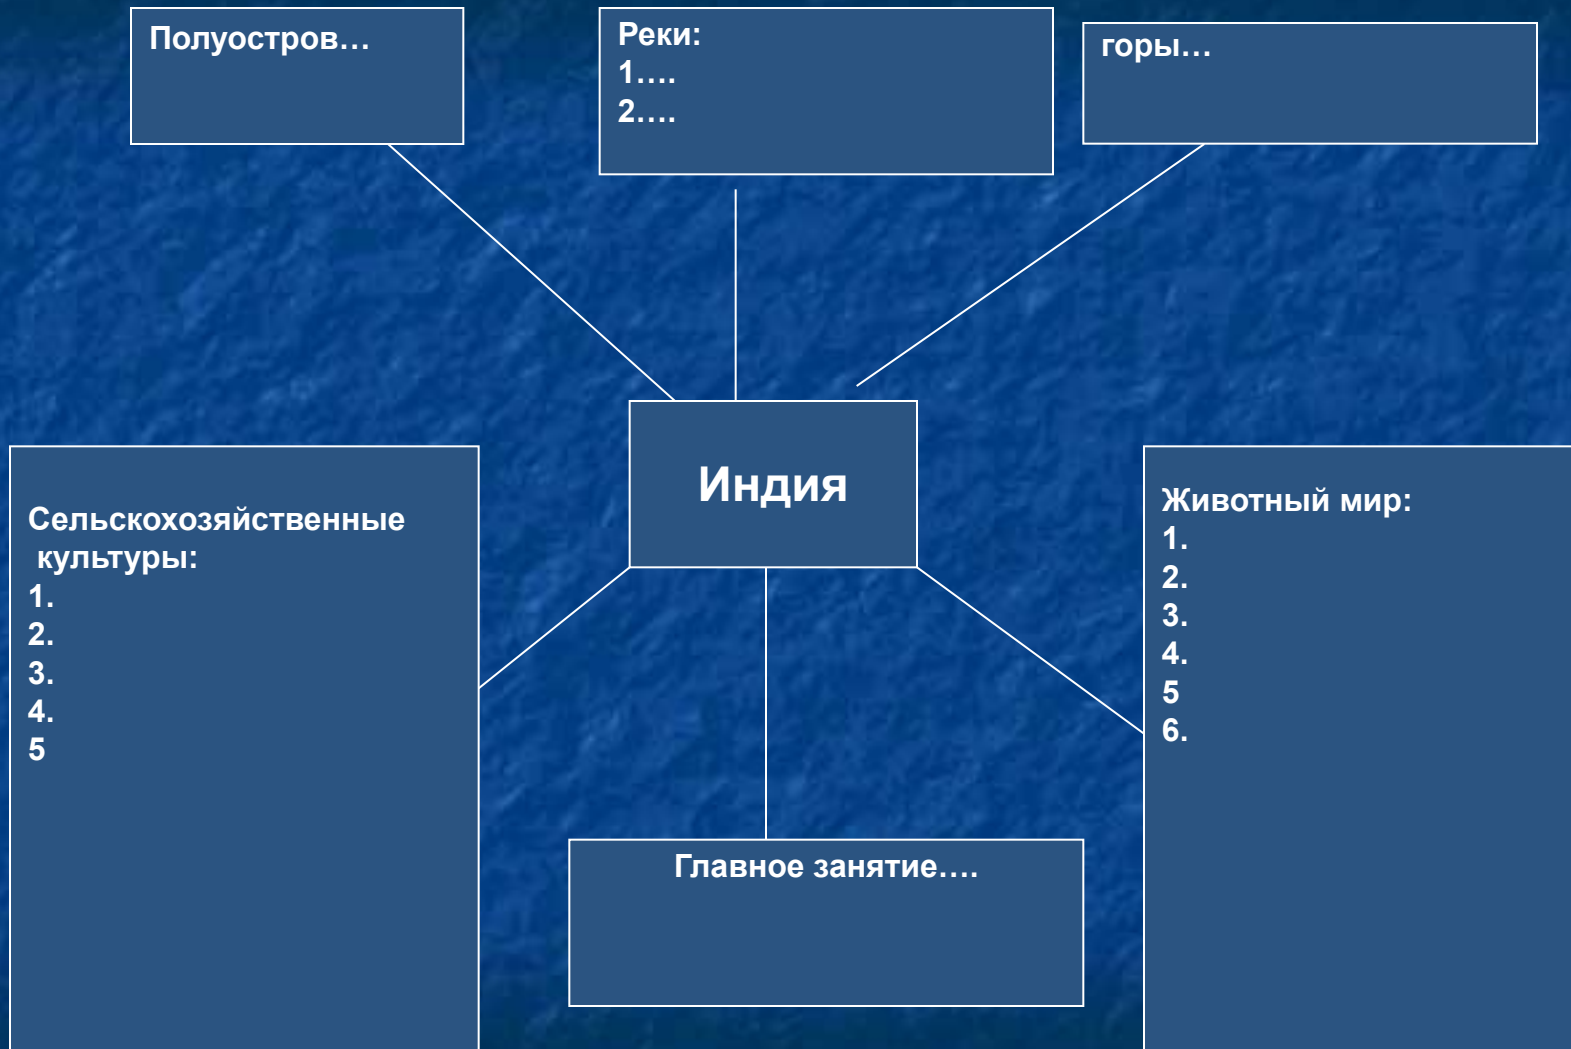 Полуостров…
Реки:
1….
2….
горы…
Индия
Сельскохозяйственные
культуры:
1.
2.
3.
4.
5
Животный мир:
1.
2.
3.
4.
5
6.
Главное занятие….